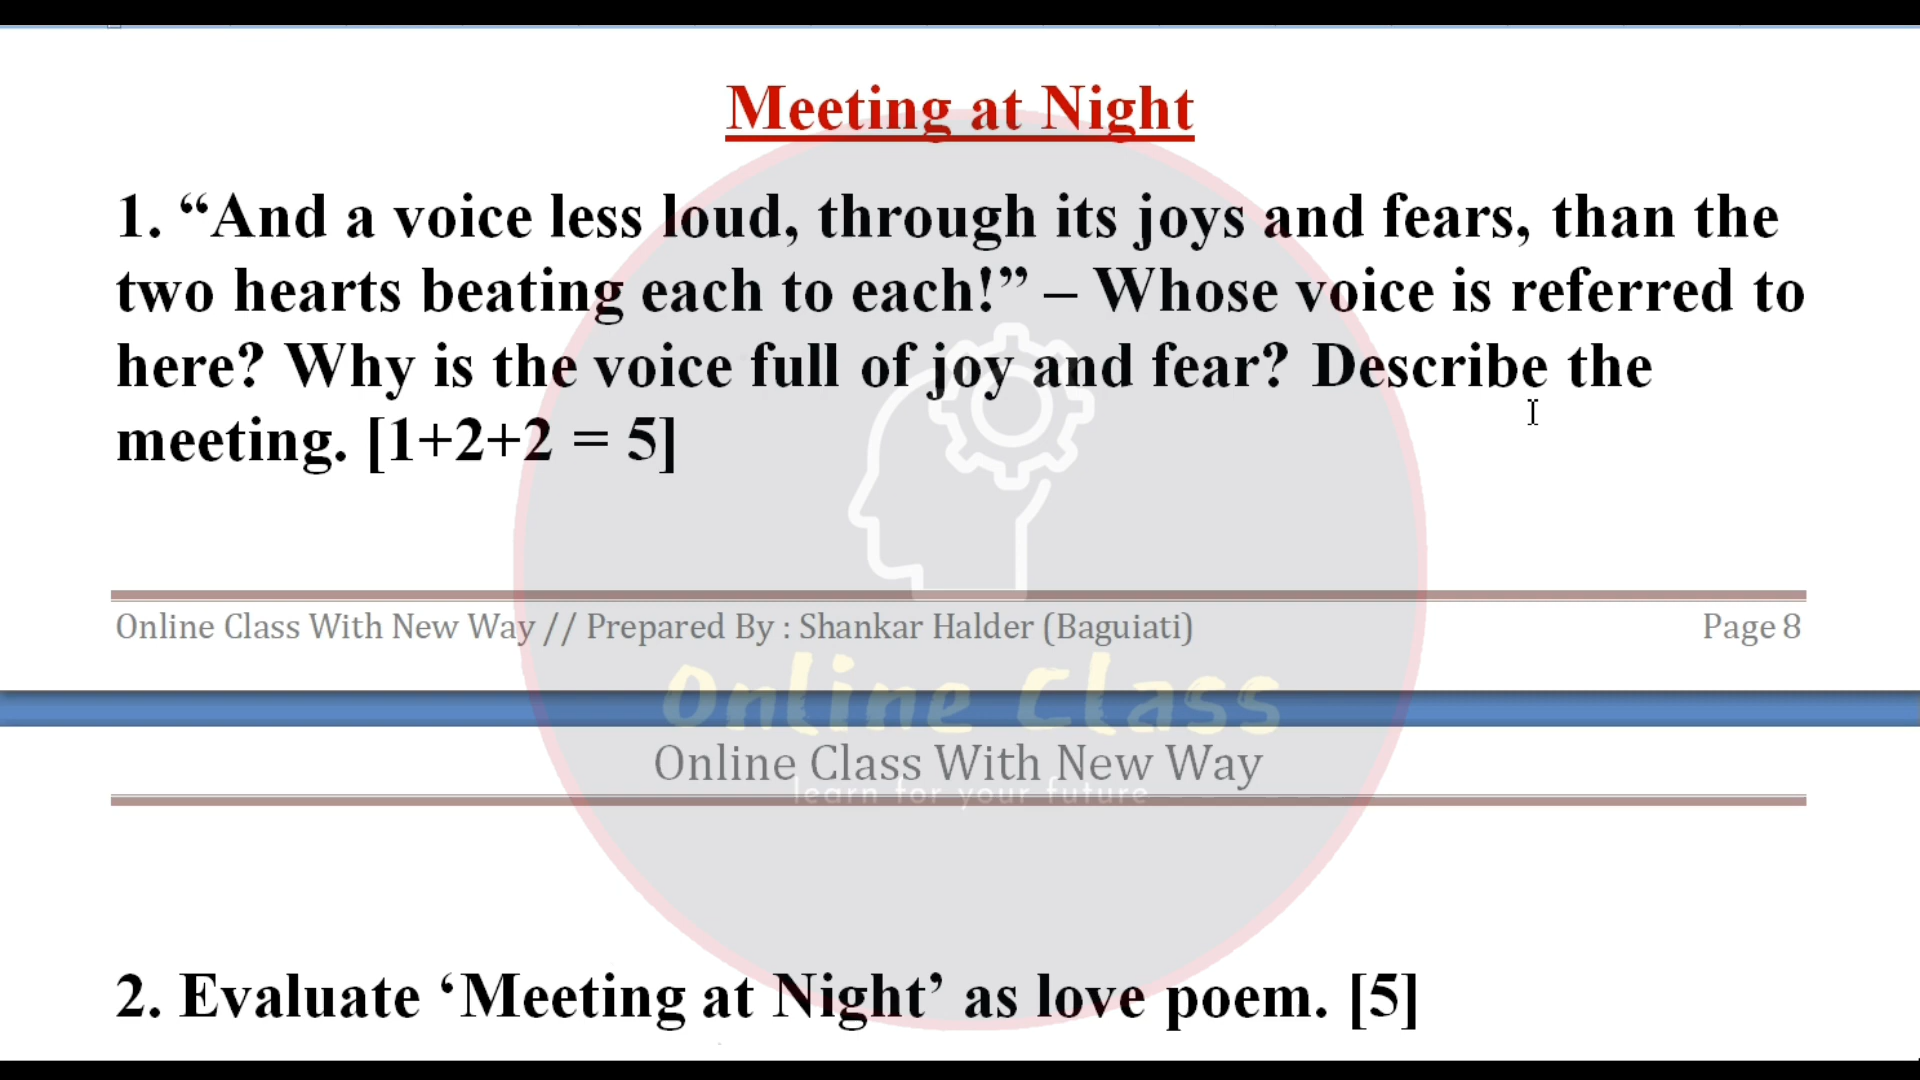 Meeting at Night
1. “And a voice less loud, through its joys and fears, than the
two hearts beating each to each!” – Whose voice is referred to
here? Why is the voice full of joy and fear? Describe the
meeting. [1+2+2 = 5]
Online Class With New Way // Prepared By : Shankar Halder (Baguiati) Page 8
Online Class
Online Class With New Way
learn for your future
2. Evaluate ‘Meeting at Night’ as love poem. [5]